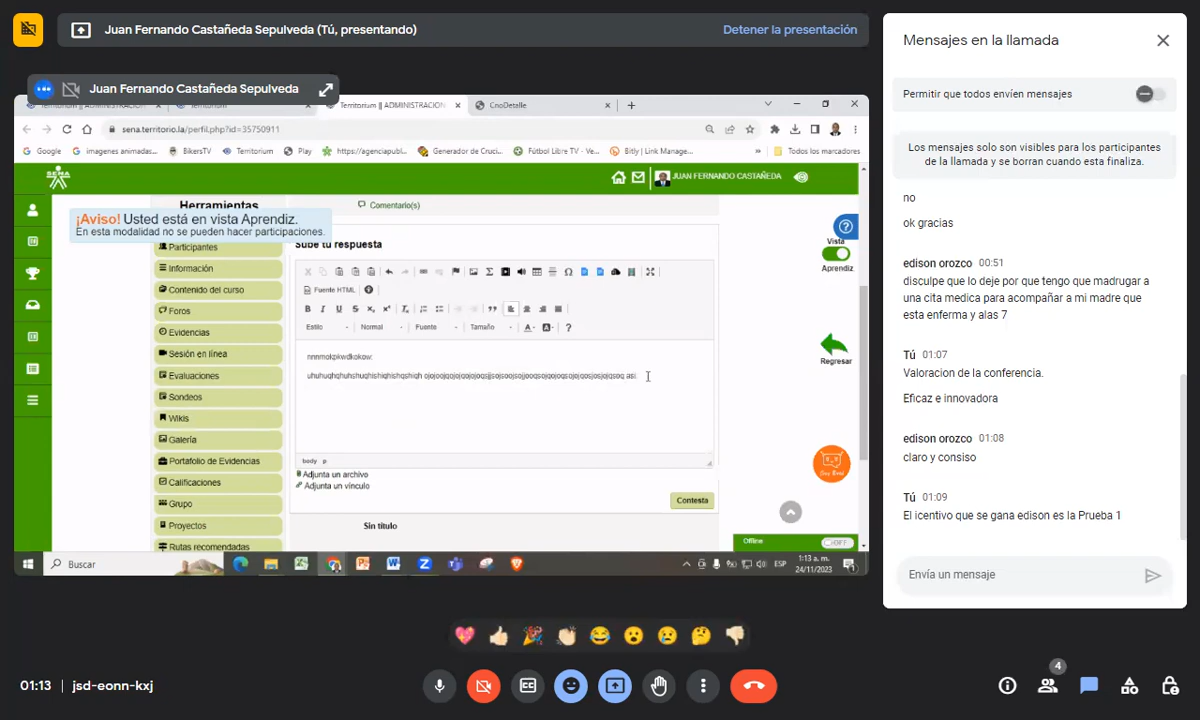 Juan Fernando Castañeda Sepulveda (Tú, presentando)
Detener la presentación
Juan Fernando Castañeda Sepulveda
Territorium || ADMINISTRACION
CnoDetalle
sena.territorio.la/perfil.php?id=35750911
Google
imagenes animadas...
BikersTV
Territorium
Play
https://agenciapubl...
Generador de Cruci...
Fútbol Libre TV - Ve...
Bitly | Link Manage...
Todos los marcadores
SENA
JUAN FERNANDO CASTAÑEDA
Herramientas
¡Aviso! Usted está en vista Aprendiz.
En esta modalidad no se pueden hacer participaciones.
Participantes
Información
Contenido del curso
Foros
Evidencias
Sesión en línea
Evaluaciones
Sondeos
Wikis
Galería
Portafolio de Evidencias
Calificaciones
Grupo
Proyectos
Rutas recomendadas
Comentario(s)
Sube tu respuesta
Fuente HTML
Estilo
Normal
Fuente
Tamaño
body p
Adjunta un archivo
Adjunta un vínculo
Contesta
Sin título
Vista
Aprendiz
Regresar
Offline
OFF
Buscar
ESP
1:13 a. m.
24/11/2023
Mensajes en la llamada
Permitir que todos envíen mensajes
Los mensajes solo son visibles para los participantes
de la llamada y se borran cuando esta finaliza.
no
ok gracias
edison orozco 00:51
disculpe que lo deje por que tengo que madrugar a
una cita medica para acompañar a mi madre que
esta enferma y alas 7
Tú 01:07
Valoracion de la conferencia.
Eficaz e innovadora
edison orozco 01:08
claro y consiso
Tú 01:09
El icentivo que se gana edison es la Prueba 1
Envía un mensaje
01:13 | jsd-eonn-kxj
4